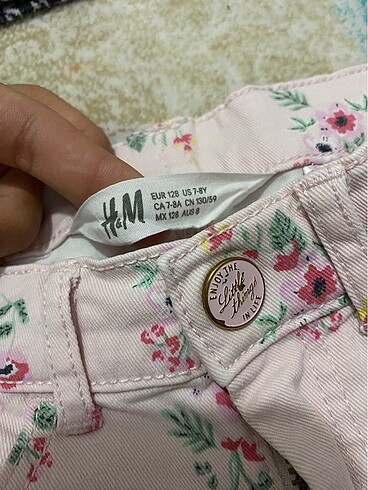 H&M
EUR 128 US 7-8Y
CA 7-8A CN 130/59
MX 128 AUS 8
ENJOY THE
Little
things
IN LIFE